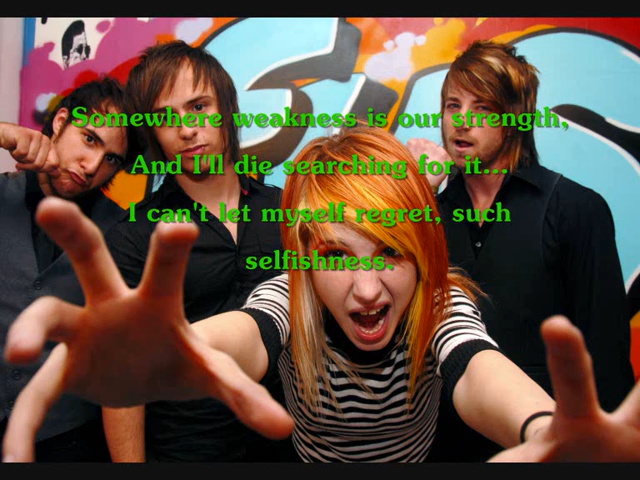 Somewhere weakness is our strength,
And I'll die searching for it...
I can't let myself regret, such
selfishness.